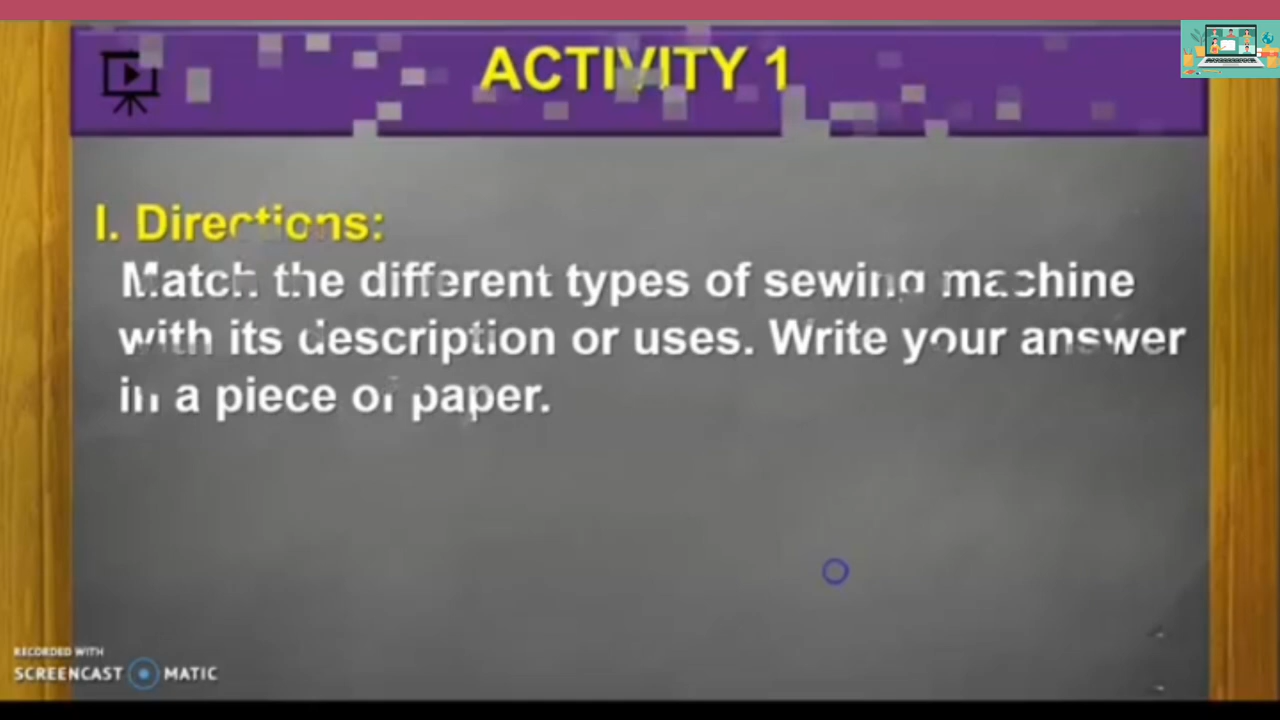 ACTIVITY 1
I. Directions:
Match the different types of sewing machine
with its description or uses. Write your answer
in a piece of paper.
RECORDED WITH
SCREENCAST MATIC